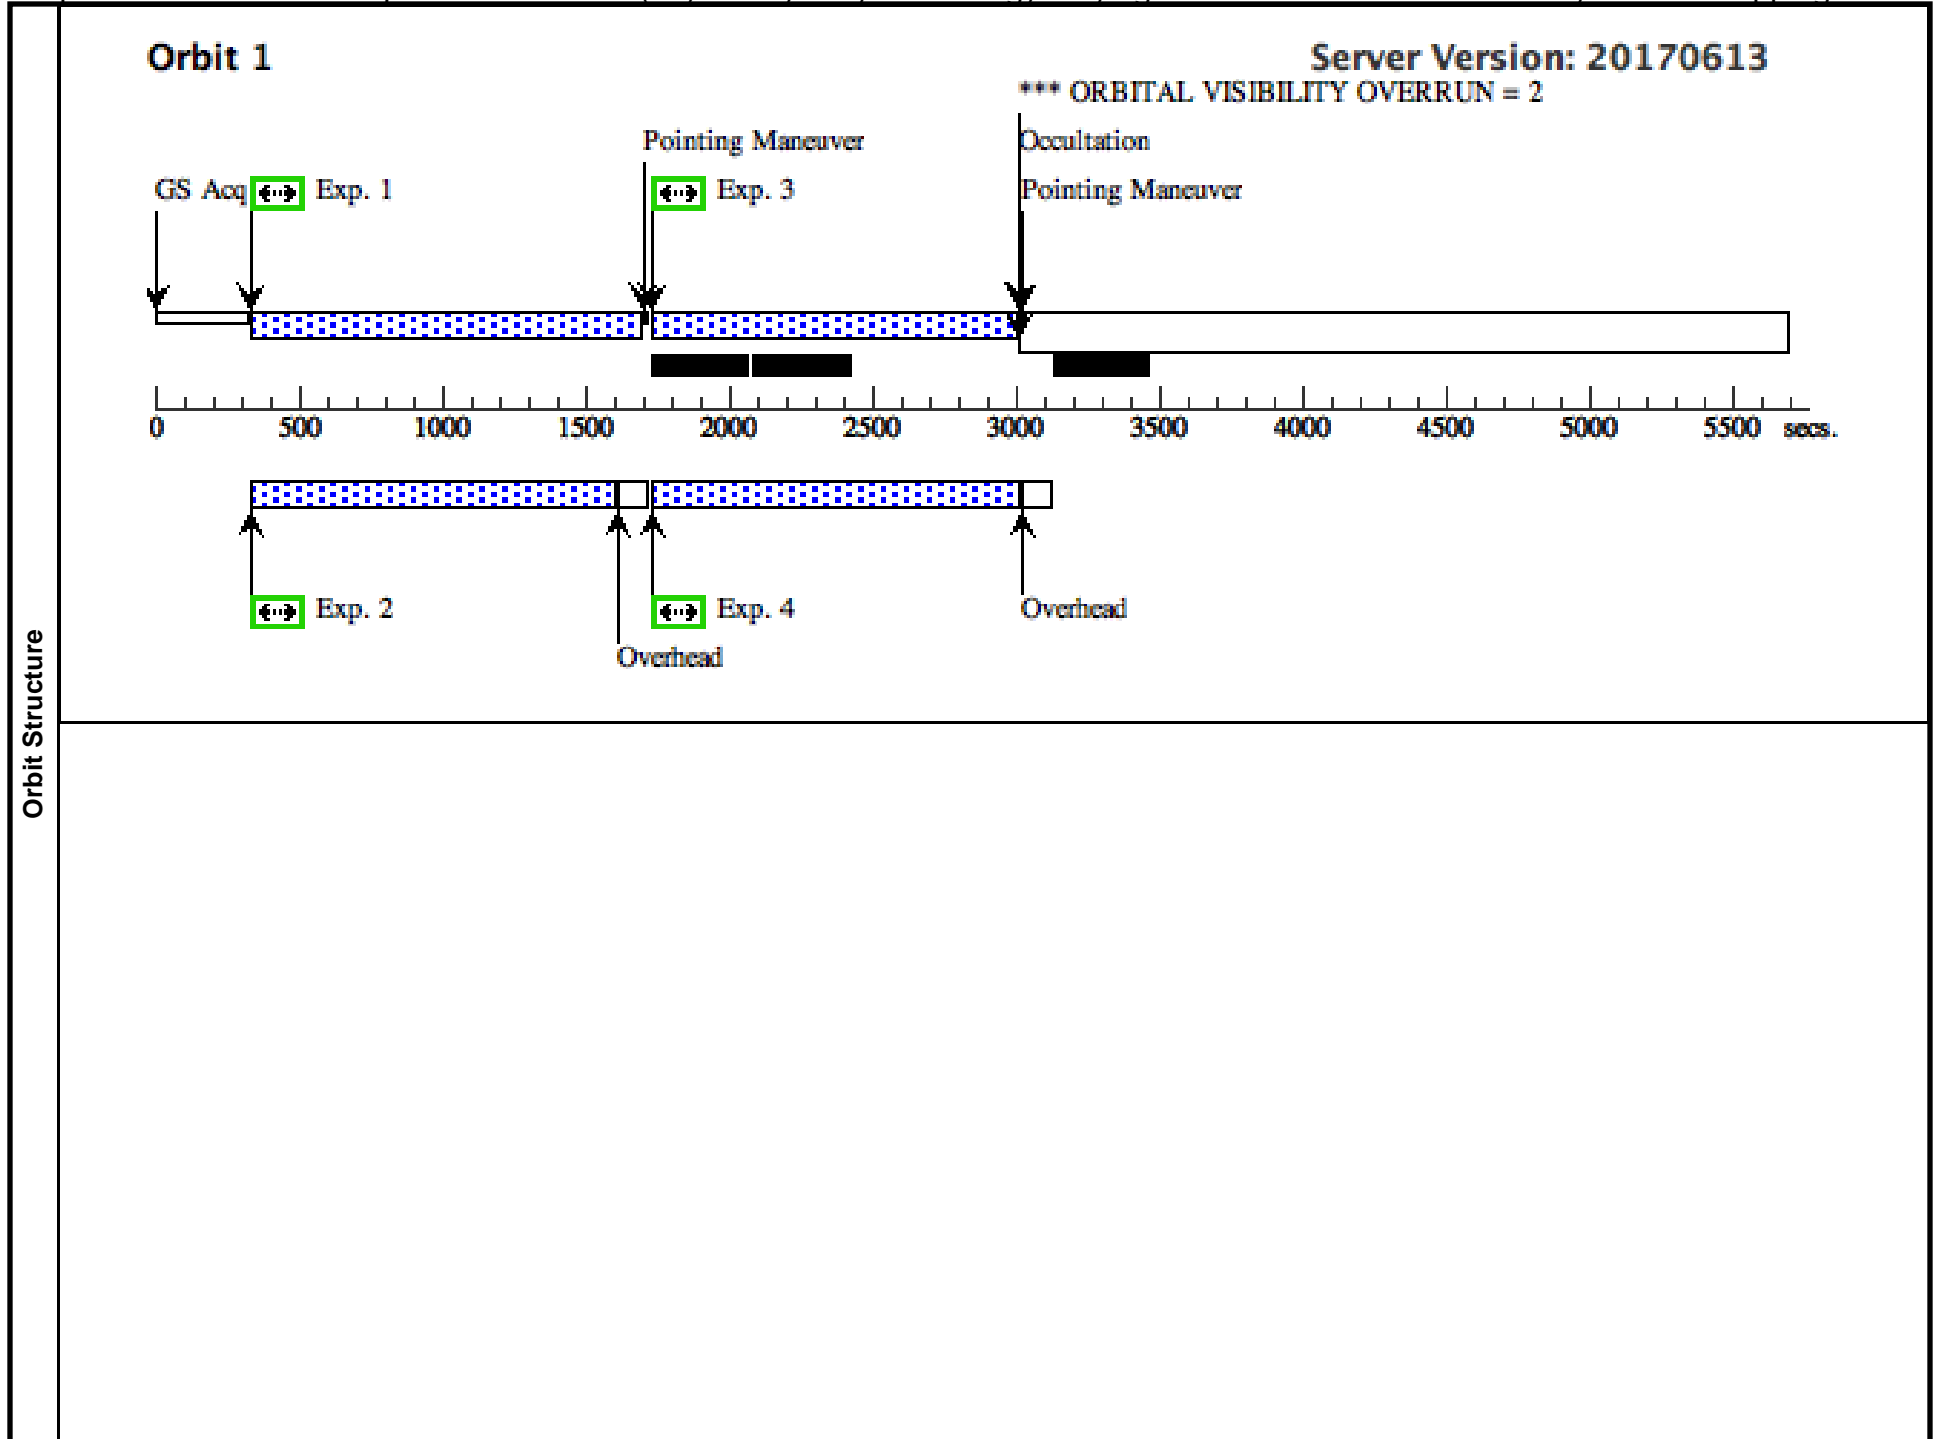 Orbit 1
Server Version: 20170613
*** ORBITAL VISIBILITY OVERRUN = 2
Pointing Maneuver
Occultation
GS Acq
Exp. 1
Exp. 3
Pointing Maneuver
0 500 1000 1500 2000 2500 3000 3500 4000 4500 5000 5500 secs.
Exp. 2
Exp. 4
Overhead
Overhead
Orbit Structure